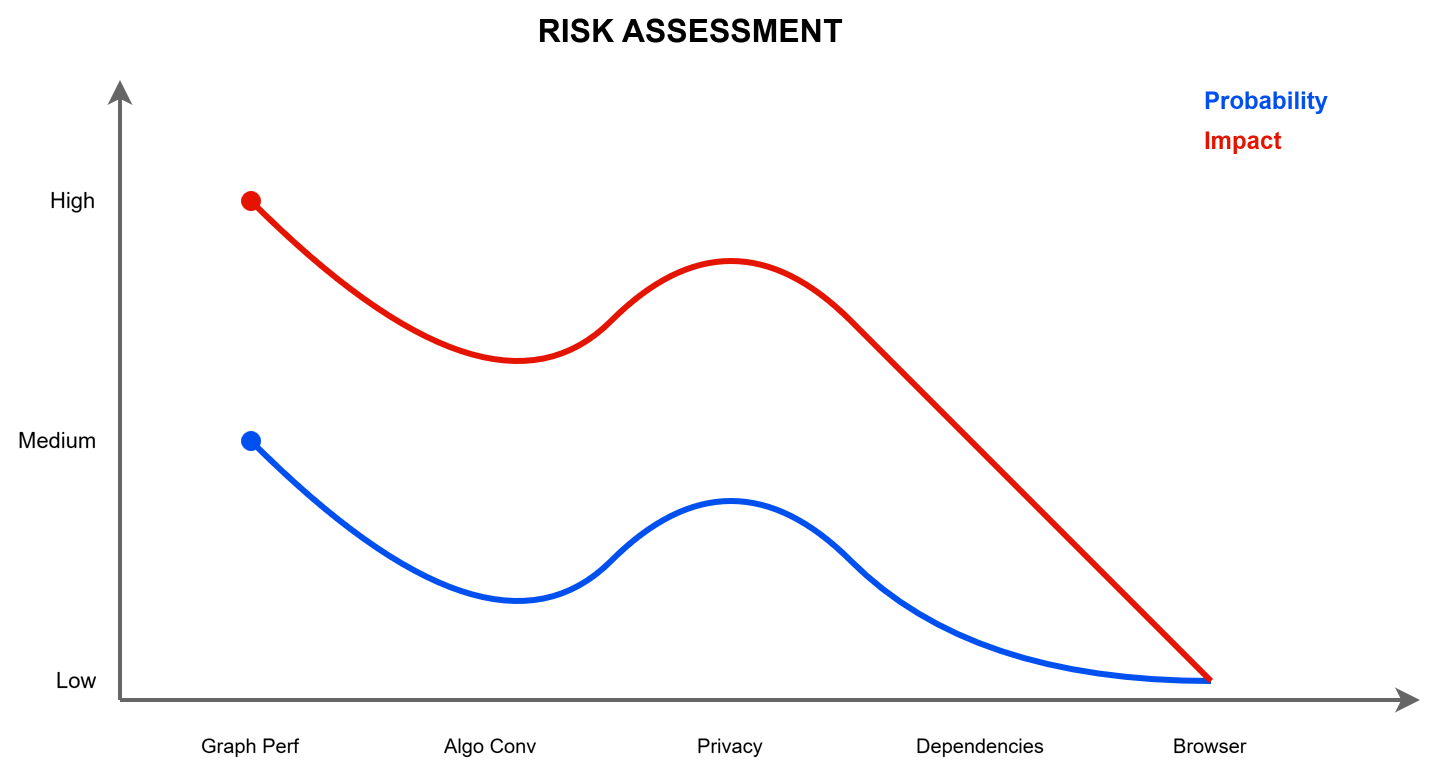 RISK ASSESSMENT
Probability
Impact
High
Medium
Low
Graph Perf
Algo Conv
Privacy
Dependencies
Browser